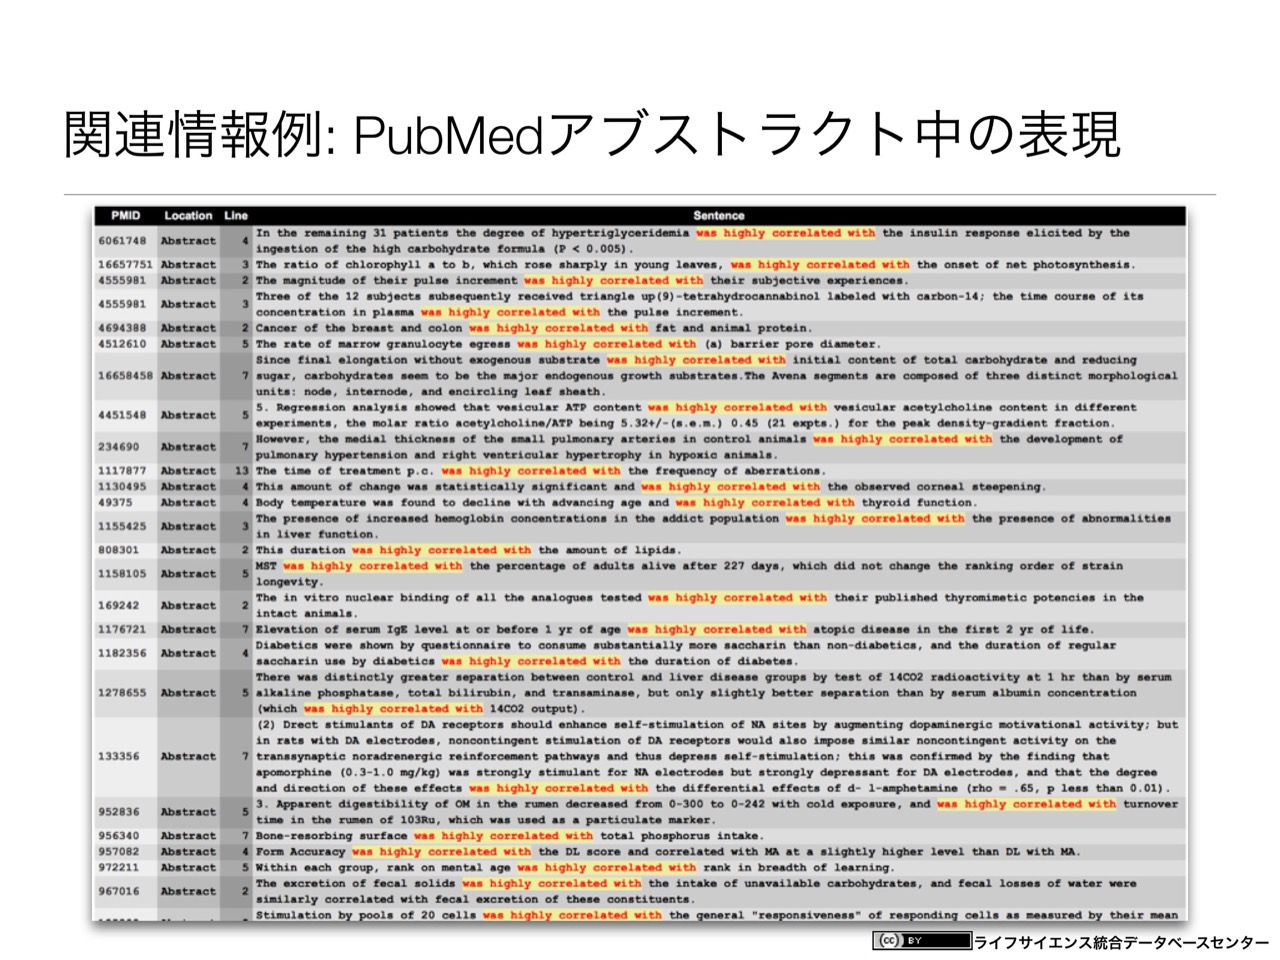 関連情報例: PubMedアブストラクト中の表現
PMID Location Line Sentence
6061748 Abstract 4 In the remaining 31 patients the degree of hypertriglyceridemia was highly correlated with the insulin response elicited by the
ingestion of the high carbohydrate formula (P < 0.005).
16657751 Abstract 3 The ratio of chlorophyll a to b, which rose sharply in young leaves, was highly correlated with the onset of net photosynthesis.
4555981 Abstract 2 The magnitude of their pulse increment was highly correlated with their subjective experiences.
4555981 Abstract 3 Three of the 12 subjects subsequently received triangle up(9)-tetrahydrocannabinol labeled with carbon-14; the time course of its
concentration in plasma was highly correlated with the pulse increment.
4694388 Abstract 2 Cancer of the breast and colon was highly correlated with fat and animal protein.
4512610 Abstract 5 The rate of marrow granulocyte egress was highly correlated with (a) barrier pore diameter.
16658458 Abstract 7 Since final elongation without exogenous substrate was highly correlated with initial content of total carbohydrate and reducing
sugar, carbohydrates seem to be the major endogenous growth substrates.The Avena segments are composed of three distinct morphological
units: node, internode, and encircling leaf sheath.
4451548 Abstract 5 5. Regression analysis showed that vesicular ATP content was highly correlated with vesicular acetylcholine content in different
experiments, the molar ratio acetylcholine/ATP being 5.32+/-(s.e.m.) 0.45 (21 expts.) for the peak density-gradient fraction.
234690 Abstract 7 However, the medial thickness of the small pulmonary arteries in control animals was highly correlated with the development of
pulmonary hypertension and right ventricular hypertrophy in hypoxic animals.
1117877 Abstract 13 The time of treatment p.c. was highly correlated with the frequency of aberrations.
1130495 Abstract 4 This amount of change was statistically significant and was highly correlated with the observed corneal steepening.
49375 Abstract 4 Body temperature was found to decline with advancing age and was highly correlated with thyroid function.
1155425 Abstract 3 The presence of increased hemoglobin concentrations in the addict population was highly correlated with the presence of abnormalities
in liver function.
808301 Abstract 2 This duration was highly correlated with the amount of lipids.
1158105 Abstract 5 MST was highly correlated with the percentage of adults alive after 227 days, which did not change the ranking order of strain
longevity.
169242 Abstract 2 The in vitro nuclear binding of all the analogues tested was highly correlated with their published thyromimetic potencies in the
intact animals.
1176721 Abstract 7 Elevation of serum IgE level at or before 1 yr of age was highly correlated with atopic disease in the first 2 yr of life.
1182356 Abstract 4 Diabetics were shown by questionnaire to consume substantially more saccharin than non-diabetics, and the duration of regular
saccharin use by diabetics was highly correlated with the duration of diabetes.
1278655 Abstract 5 There was distinctly greater separation between control and liver disease groups by test of 14CO2 radioactivity at 1 hr than by serum
alkaline phosphatase, total bilirubin, and transaminase, but only slightly better separation than by serum albumin concentration
(which was highly correlated with 14CO2 output).
133356 Abstract 7 (2) Drect stimulants of DA receptors should enhance self-stimulation of NA sites by augmenting dopaminergic motivational activity; but
in rats with DA electrodes, noncontingent stimulation of DA receptors would also impose similar noncontingent activity on the
transsynaptic noradrenergic reinforcement pathways and thus depress self-stimulation; this was confirmed by the finding that
apomorphine (0.3-1.0 mg/kg) was strongly stimulant for NA electrodes but strongly depressant for DA electrodes, and that the degree
and direction of these effects was highly correlated with the differential effects of d- l-amphetamine (rho = .65, p less than 0.01).
952836 Abstract 5 3. Apparent digestibility of OM in the rumen decreased from 0-300 to 0-242 with cold exposure, and was highly correlated with turnover
time in the rumen of 103Ru, which was used as a particulate marker.
956340 Abstract 7 Bone-resorbing surface was highly correlated with total phosphorus intake.
957082 Abstract 4 Form Accuracy was highly correlated with the DL score and correlated with MA at a slightly higher level than DL with MA.
972211 Abstract 5 Within each group, rank on mental age was highly correlated with rank in breadth of learning.
967016 Abstract 2 The excretion of fecal solids was highly correlated with the intake of unavailable carbohydrates, and fecal losses of water were
similarly correlated with fecal excretion of these constituents.
Stimulation by pools of 20 cells was highly correlated with the general "responsiveness" of responding cells as measured by their mean
cc BY ライフサイエンス統合データベースセンター